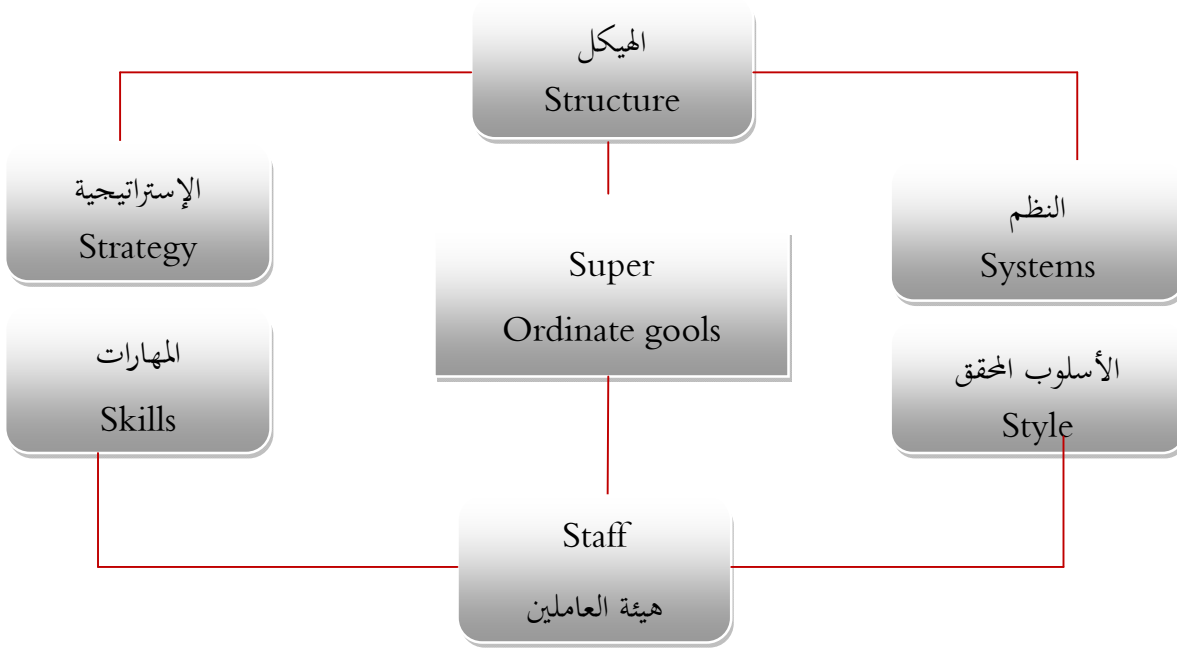 الهيكل
Structure
الإستراتيجية
Strategy
النظم
Systems
Super
Ordinate gools
المهارات
Skills
الأسلوب المحقق
Style
Staff
هيئة العاملين